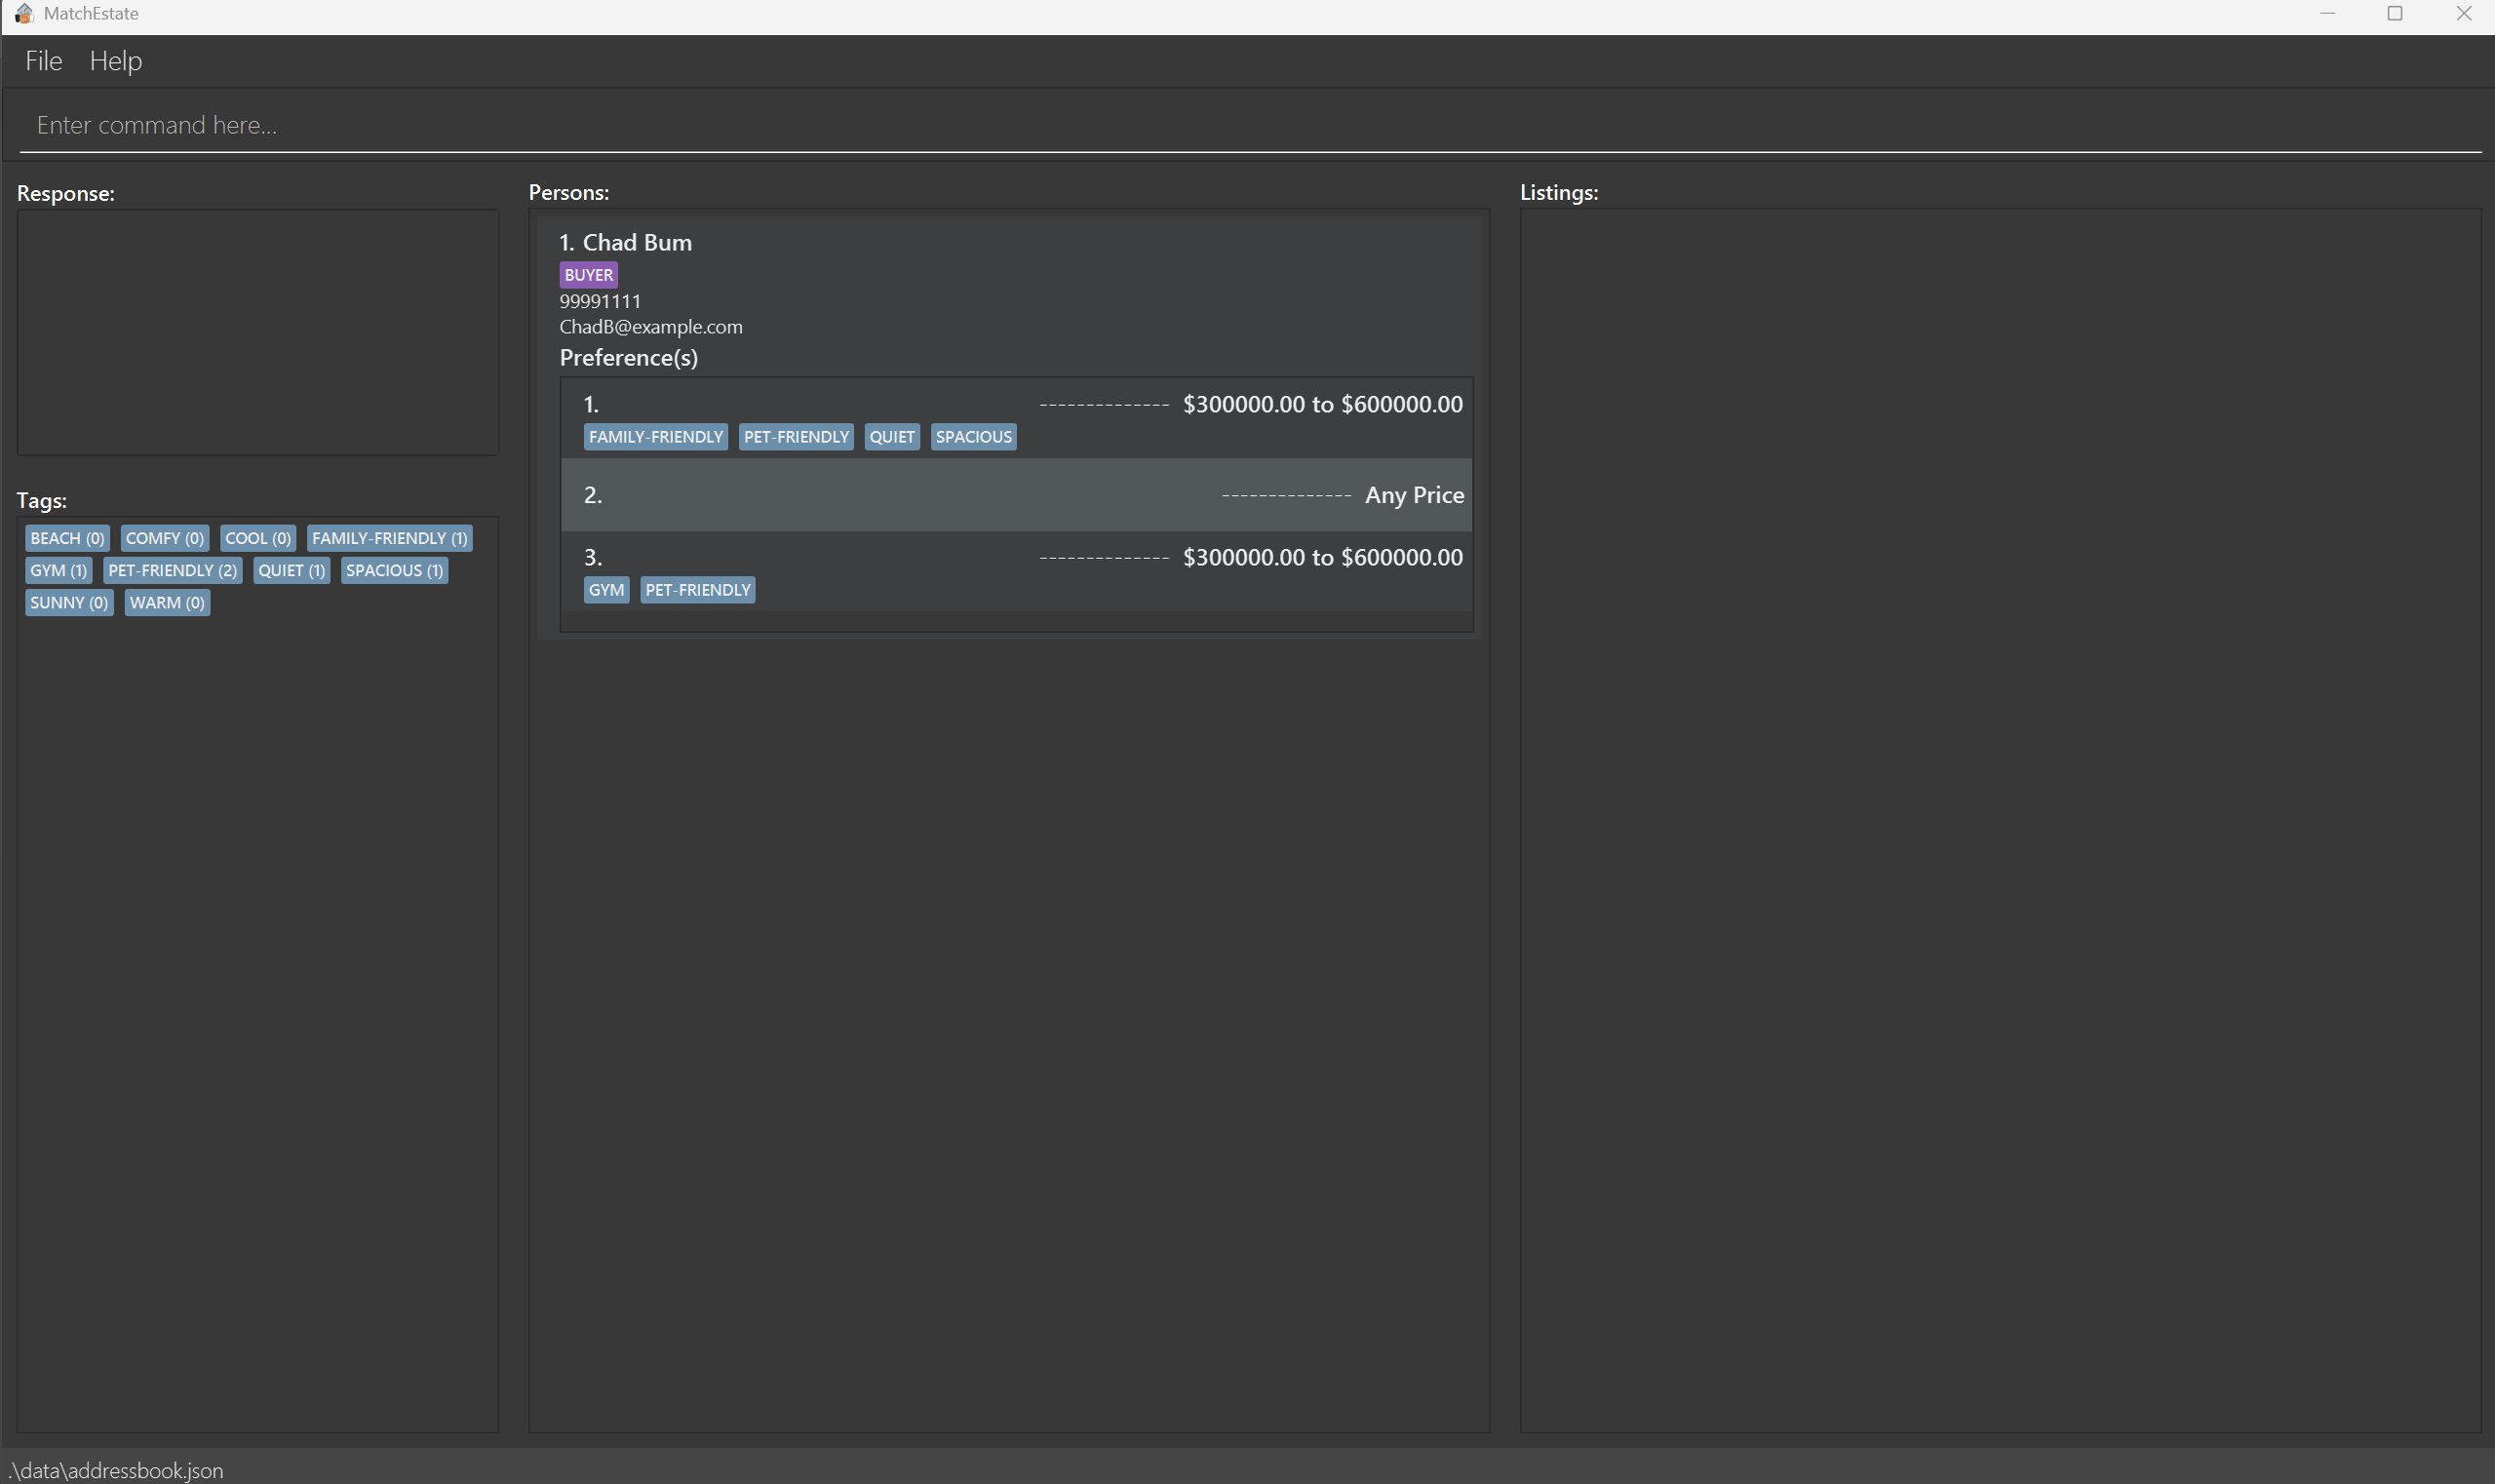 MatchEstate
File Help
Enter command here...
Response:
Tags:
BEACH (0) COMFY (0) COOL (0) FAMILY-FRIENDLY (1)
GYM (1) PET-FRIENDLY (2) QUIET (1) SPACIOUS (1)
SUNNY (0) WARM (0)
Persons:
1. Chad Bum
BUYER
99991111
ChadB@example.com
Preference(s)
1. -------------- $300000.00 to $600000.00
FAMILY-FRIENDLY PET-FRIENDLY QUIET SPACIOUS
2. -------------- Any Price
3. -------------- $300000.00 to $600000.00
GYM PET-FRIENDLY
Listings:
.\data\addressbook.json